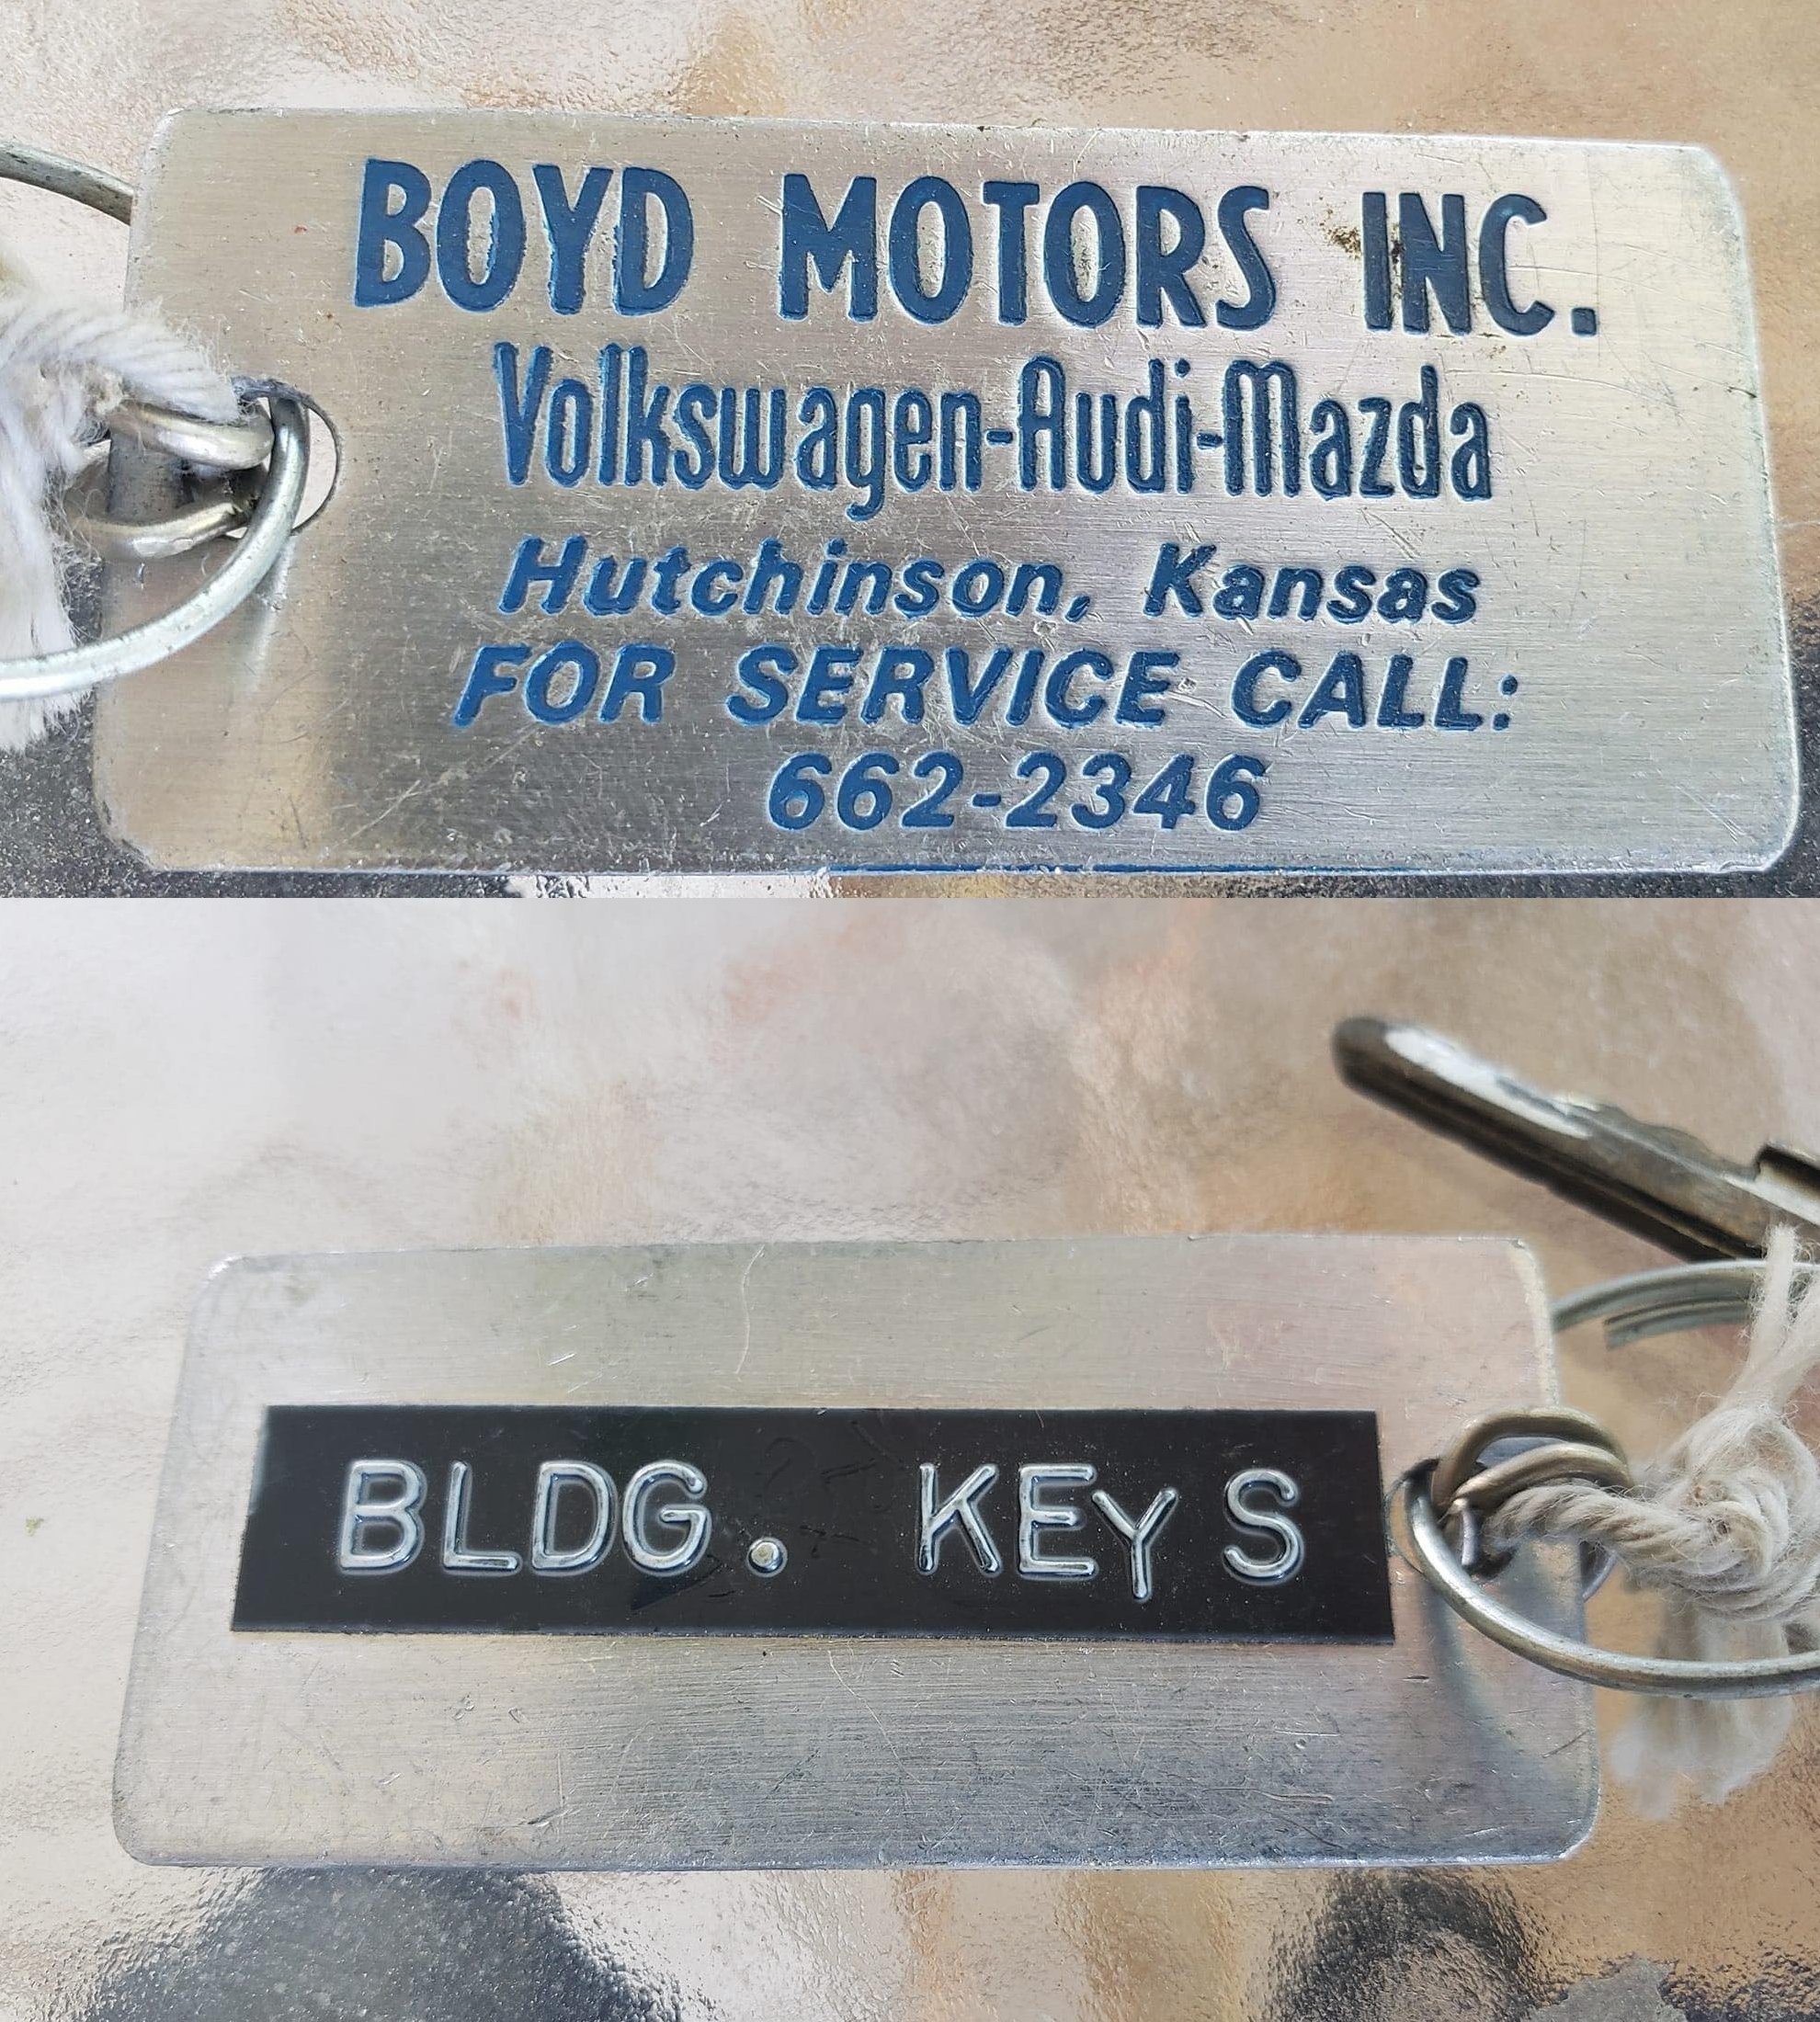 BOYD MOTORS INC.
Volkswagen-Audi-Mazda
Hutchinson, Kansas
FOR SERVICE CALL:
662-2346
BLDG. KEYS